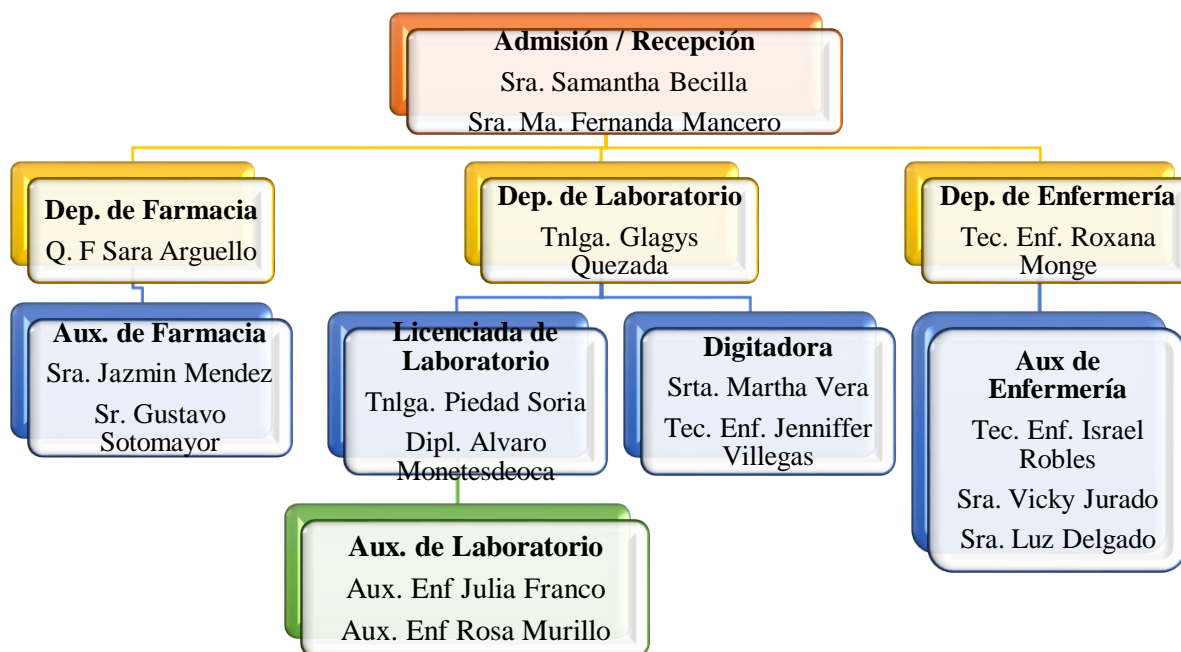 Admisión / Recepción
Sra. Samantha Becilla
Sra. Ma. Fernanda Mancero
Dep. de Farmacia
Q. F Sara Arguello
Dep. de Laboratorio
Tnlga. Glagys
Quezada
Dep. de Enfermería
Tec. Enf. Roxana
Monge
Aux. de Farmacia
Sra. Jazmin Mendez
Sr. Gustavo
Sotomayor
Licenciada de
Laboratorio
Tnlga. Piedad Soria
Dipl. Alvaro
Monetesdeoca
Digitadora
Srta. Martha Vera
Tec. Enf. Jenniffer
Villegas
Aux de
Enfermería
Tec. Enf. Israel
Robles
Sra. Vicky Jurado
Sra. Luz Delgado
Aux. de Laboratorio
Aux. Enf Julia Franco
Aux. Enf Rosa Murillo